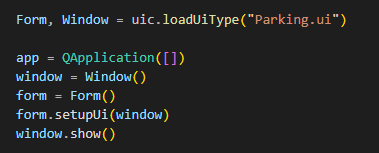 Form, Window = uic.loadUiType("Parking.ui")
app = QApplication([])
window = Window()
form = Form()
form.setupUi(window)
window.show()